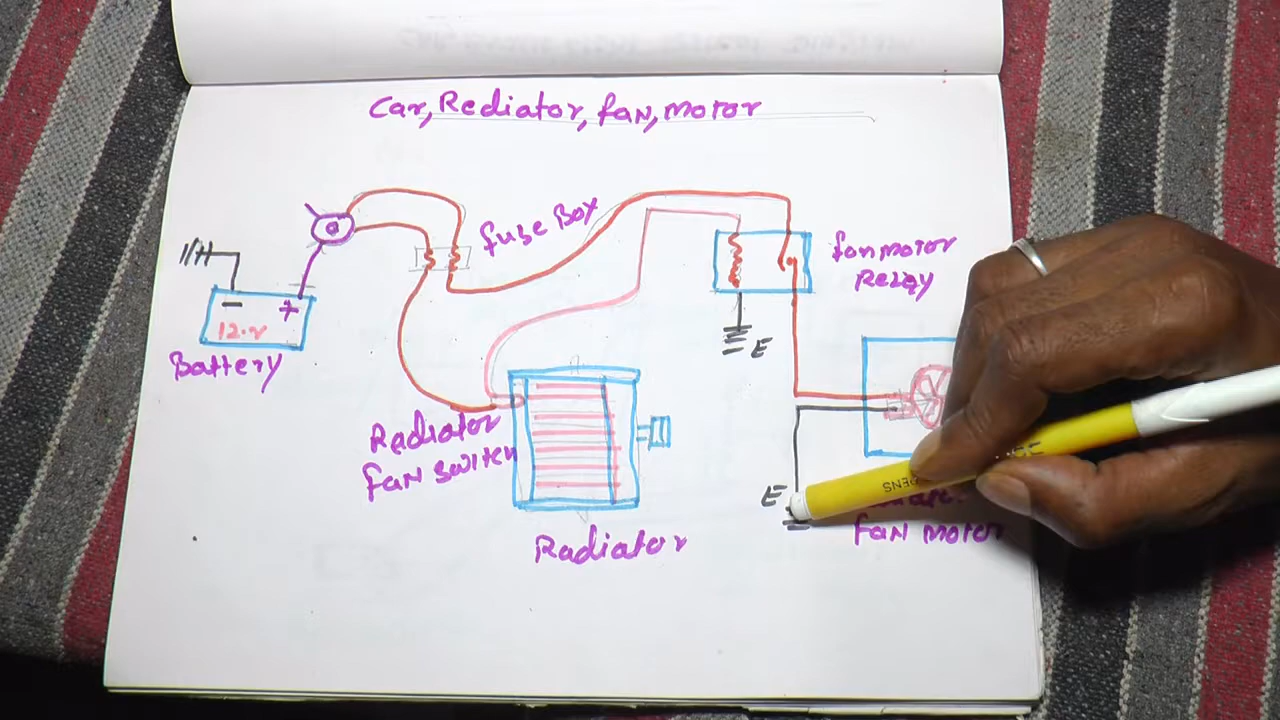 Car, Rediator, fan, motor
fuse Box
fan motor
Relay
12.v
Battery
E
Radiator
fan switch
E
fan motor
Radiator